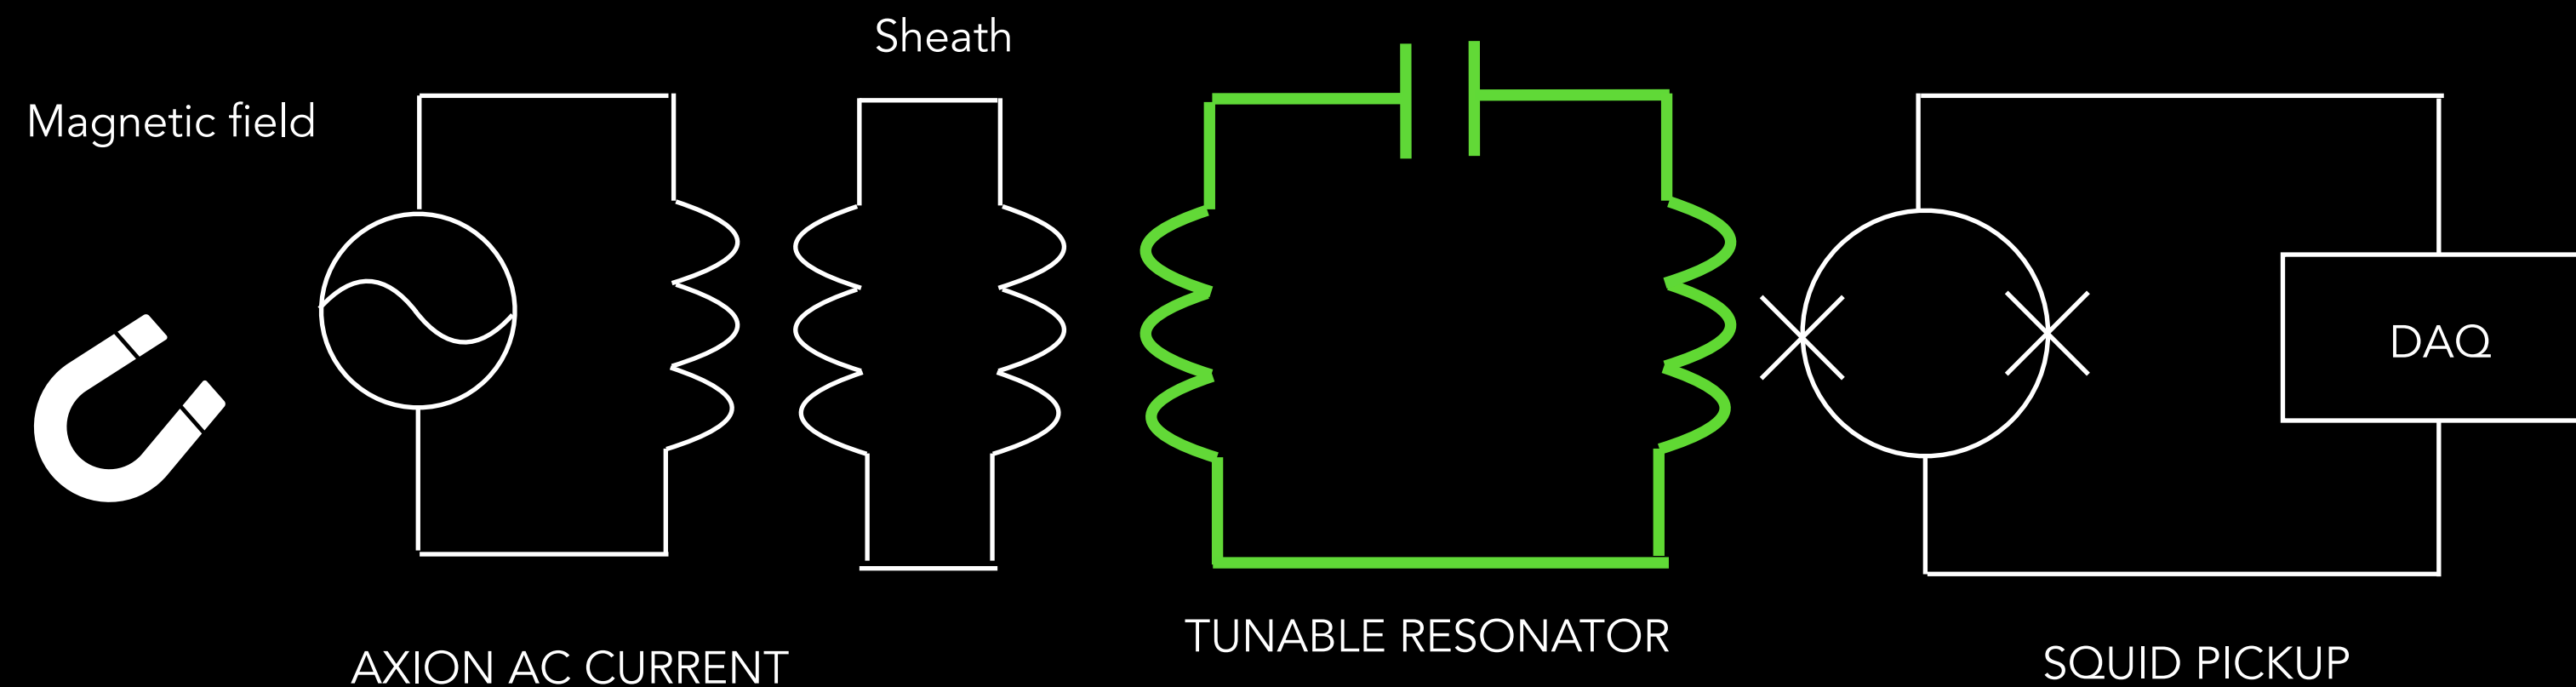 Sheath
Magnetic field
DAQ
TUNABLE RESONATOR
AXION AC CURRENT
SQUID PICKUP